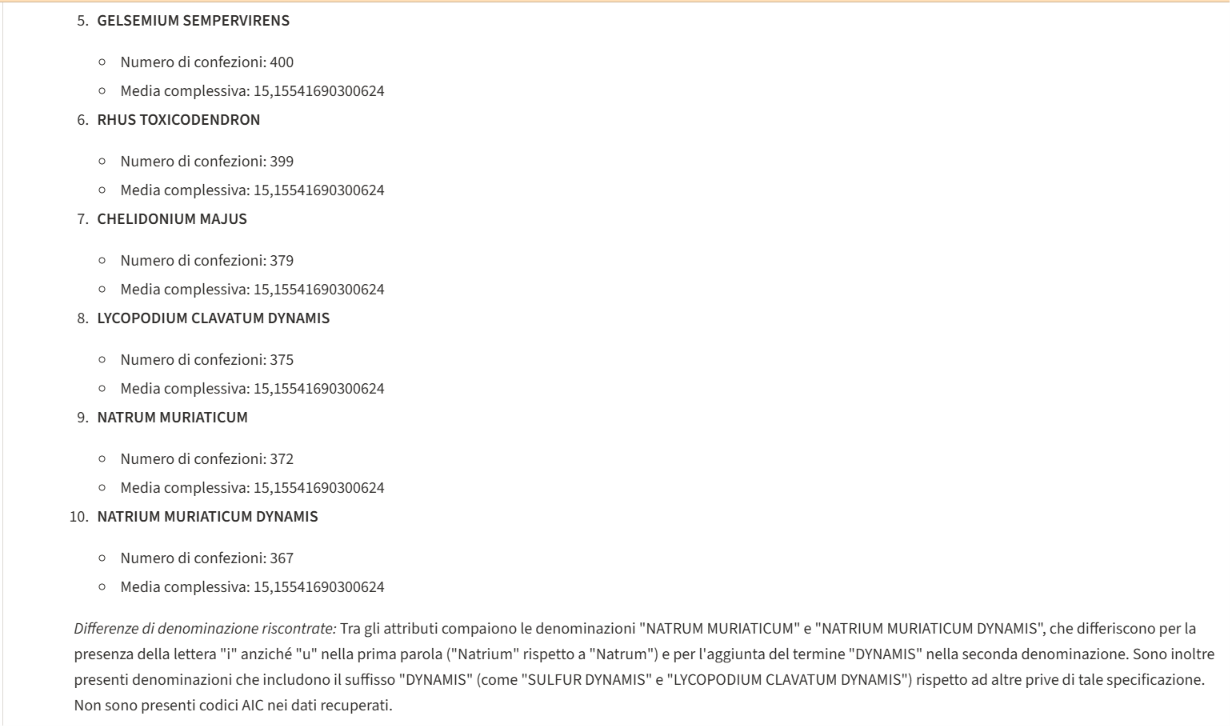 5. GELSEMIUM SEMPERVIRENS
○ Numero di confezioni: 400
○ Media complessiva: 15,15541690300624
6. RHUS TOXICODENDRON
○ Numero di confezioni: 399
○ Media complessiva: 15,15541690300624
7. CHELIDONIUM MAJUS
○ Numero di confezioni: 379
○ Media complessiva: 15,15541690300624
8. LYCOPODIUM CLAVATUM DYNAMIS
○ Numero di confezioni: 375
○ Media complessiva: 15,15541690300624
9. NATRUM MURIATICUM
○ Numero di confezioni: 372
○ Media complessiva: 15,15541690300624
10. NATRIUM MURIATICUM DYNAMIS
○ Numero di confezioni: 367
○ Media complessiva: 15,15541690300624
Differenze di denominazione riscontrate: Tra gli attributi compaiono le denominazioni "NATRUM MURIATICUM" e "NATRIUM MURIATICUM DYNAMIS", che differiscono per la
presenza della lettera "i" anziché "u" nella prima parola ("Natrium" rispetto a "Natrum") e per l'aggiunta del termine "DYNAMIS" nella seconda denominazione. Sono inoltre
presenti denominazioni che includono il suffisso "DYNAMIS" (come "SULFUR DYNAMIS" e "LYCOPODIUM CLAVATUM DYNAMIS") rispetto ad altre prive di tale specificazione.
Non sono presenti codici AIC nei dati recuperati.